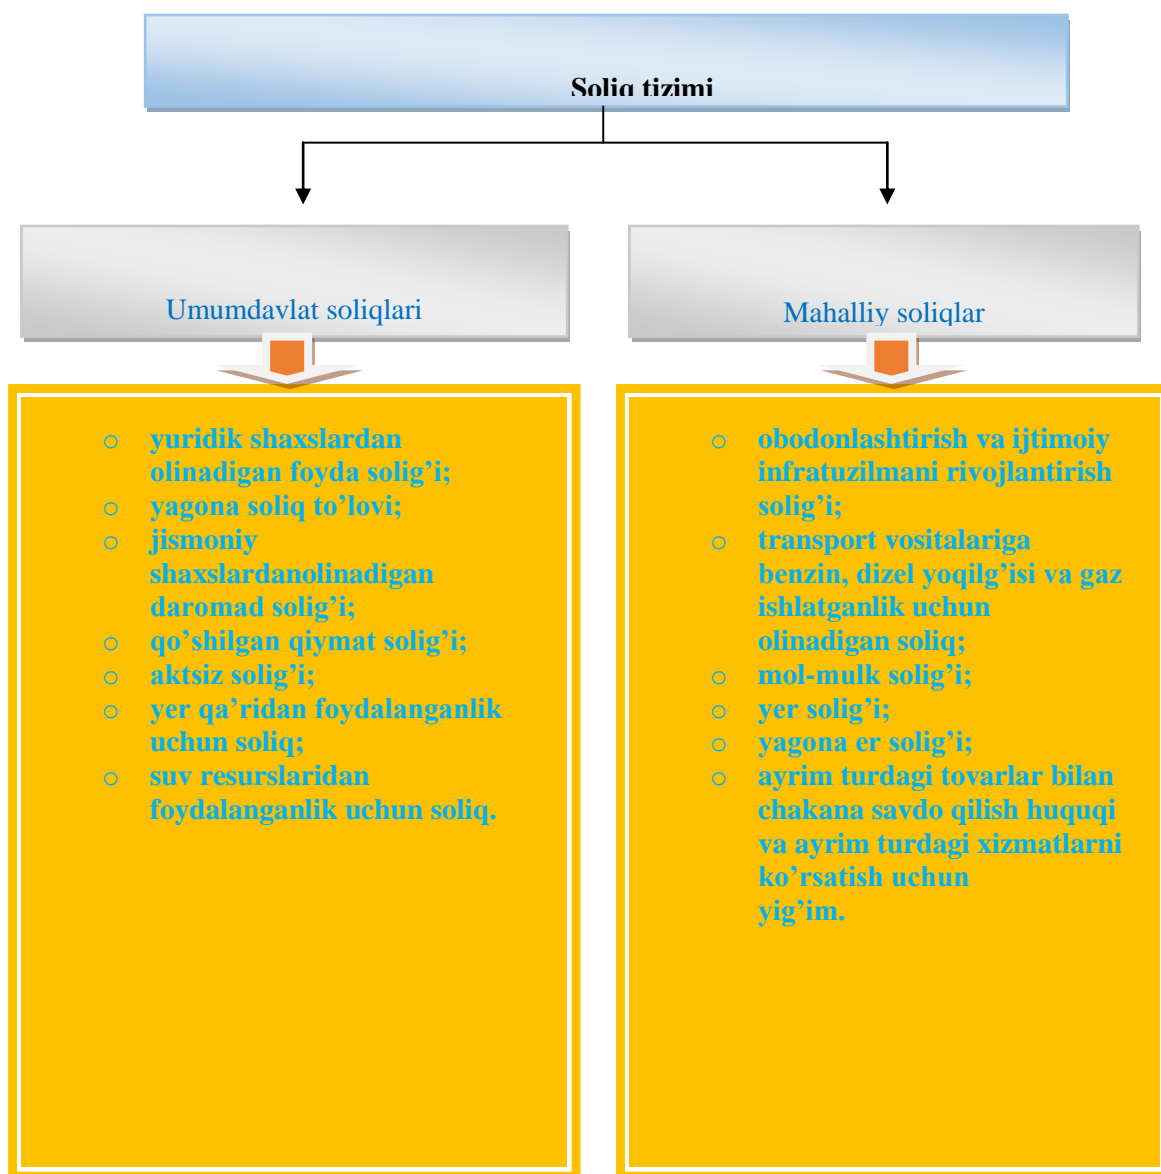 Soliq tizimi
Umumdavlat soliqlari
Mahalliy soliqlar
o yuridik shaxslardan
olinadigan foyda solig’i;
o yagona soliq to’lovi;
o jismoniy
shaxslardanolinadigan
daromad solig’i;
o qo’shilgan qiymat solig’i;
o aktsiz solig’i;
o yer qa’ridan foydalanganlik
uchun soliq;
o suv resurslaridan
foydalanganlik uchun soliq.
o obodonlashtirish va ijtimoiy
infratuzilmani rivojlantirish
solig’i;
o transport vositalariga
benzin, dizel yoqilg’isi va gaz
ishlatganlik uchun
olinadigan soliq;
o mol-mulk solig’i;
o yer solig’i;
o yagona er solig’i;
o ayrim turdagi tovarlar bilan
chakana savdo qilish huquqi
va ayrim turdagi xizmatlarni
ko’rsatish uchun
yig’im.